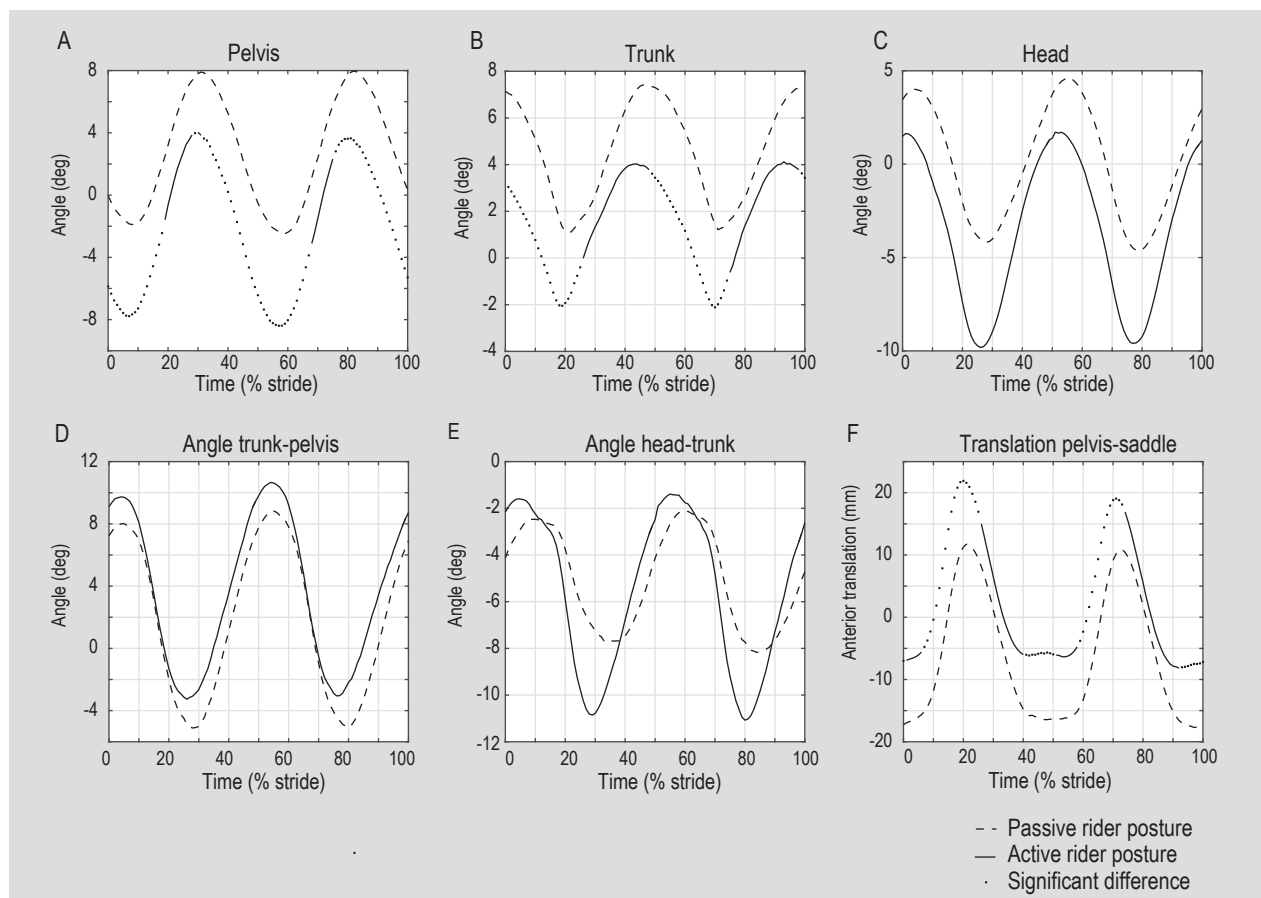 A
Pelvis
8
4
0
-4
-8
Angle (deg)
0 20 40 60 80 100
Time (% stride)
B
Trunk
8
6
4
2
0
-2
-4
Angle (deg)
0 20 40 60 80 100
Time (% stride)
C
Head
5
0
-5
-10
Angle (deg)
0 20 40 60 80 100
Time (% stride)
D
Angle trunk-pelvis
12
8
4
0
-4
Angle (deg)
0 20 40 60 80 100
Time (% stride)
E
Angle head-trunk
0
-2
-4
-6
-8
-10
-12
Angle (deg)
0 20 40 60 80 100
Time (% stride)
F
Translation pelvis-saddle
20
10
0
-10
-20
Anterior translation (mm)
0 20 40 60 80 100
Time (% stride)
Passive rider posture
Active rider posture
Significant difference